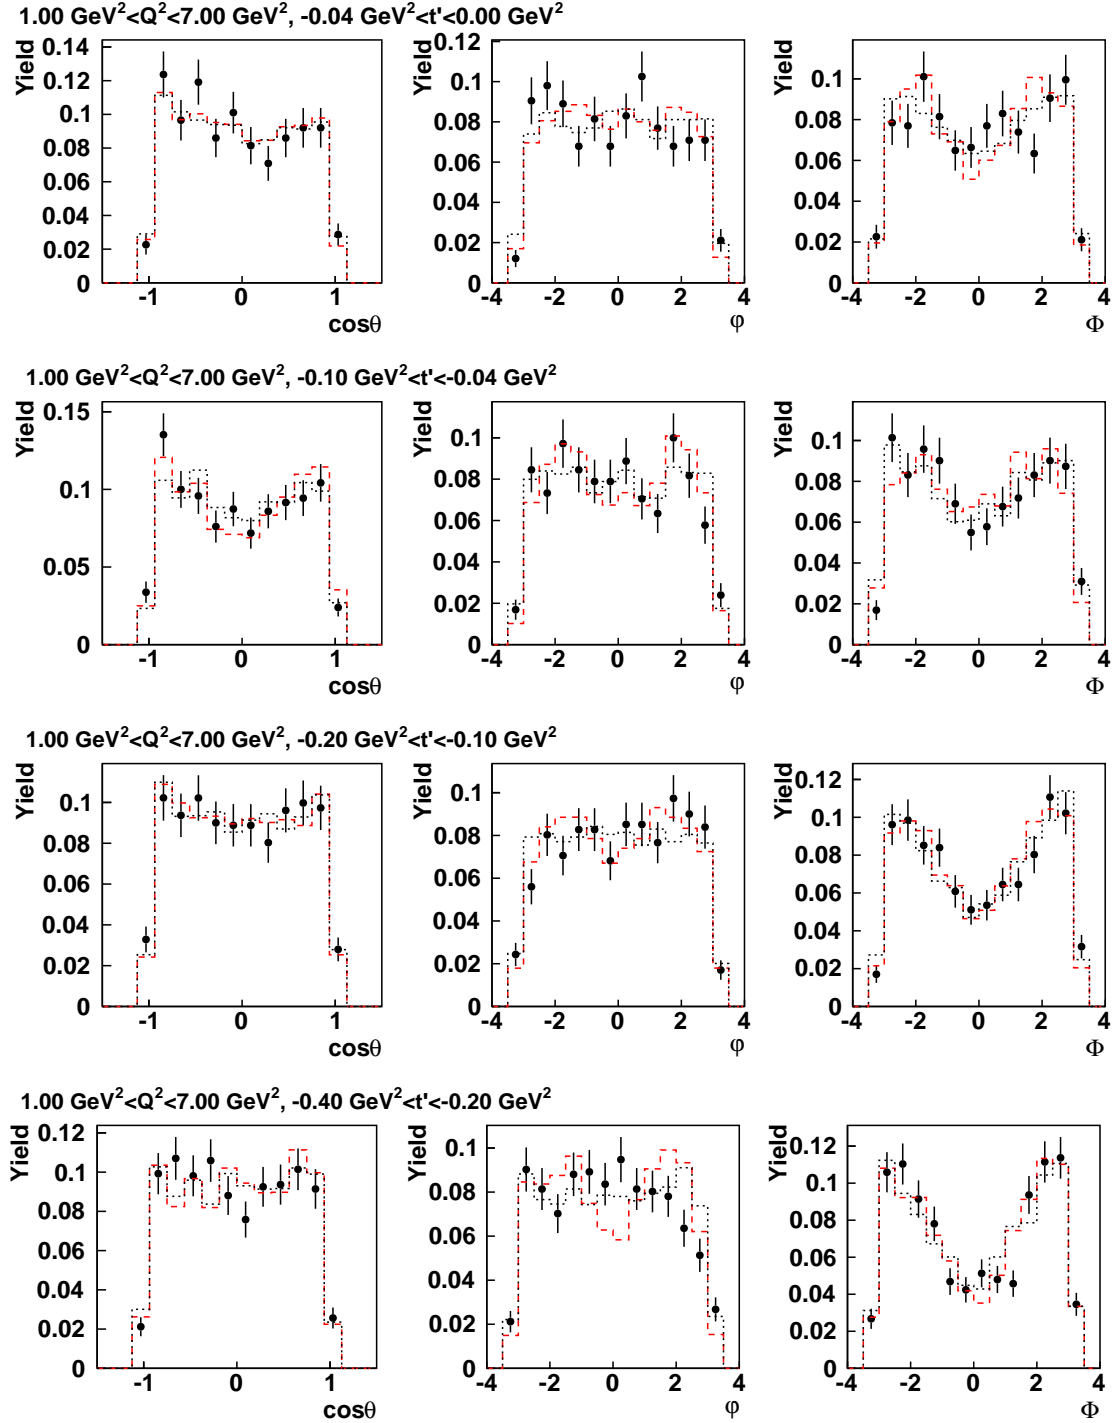 1.00 GeV²<Q²<7.00 GeV², -0.04 GeV²<t'<0.00 GeV²
Yield
0.14
0.12
0.1
0.08
0.06
0.04
0.02
0
-1 0 1
cosθ
Yield
0.12
0.1
0.08
0.06
0.04
0.02
0
-4 -2 0 2 4
φ
Yield
0.1
0.08
0.06
0.04
0.02
0
-4 -2 0 2 4
Φ
1.00 GeV²<Q²<7.00 GeV², -0.10 GeV²<t'<-0.04 GeV²
Yield
0.15
0.1
0.05
0
-1 0 1
cosθ
Yield
0.1
0.08
0.06
0.04
0.02
0
-4 -2 0 2 4
φ
Yield
0.1
0.08
0.06
0.04
0.02
0
-4 -2 0 2 4
Φ
1.00 GeV²<Q²<7.00 GeV², -0.20 GeV²<t'<-0.10 GeV²
Yield
0.1
0.08
0.06
0.04
0.02
0
-1 0 1
cosθ
Yield
0.1
0.08
0.06
0.04
0.02
0
-4 -2 0 2 4
φ
Yield
0.12
0.1
0.08
0.06
0.04
0.02
0
-4 -2 0 2 4
Φ
1.00 GeV²<Q²<7.00 GeV², -0.40 GeV²<t'<-0.20 GeV²
Yield
0.12
0.1
0.08
0.06
0.04
0.02
0
-1 0 1
cosθ
Yield
0.1
0.08
0.06
0.04
0.02
0
-4 -2 0 2 4
φ
Yield
0.12
0.1
0.08
0.06
0.04
0.02
0
-4 -2 0 2 4
Φ